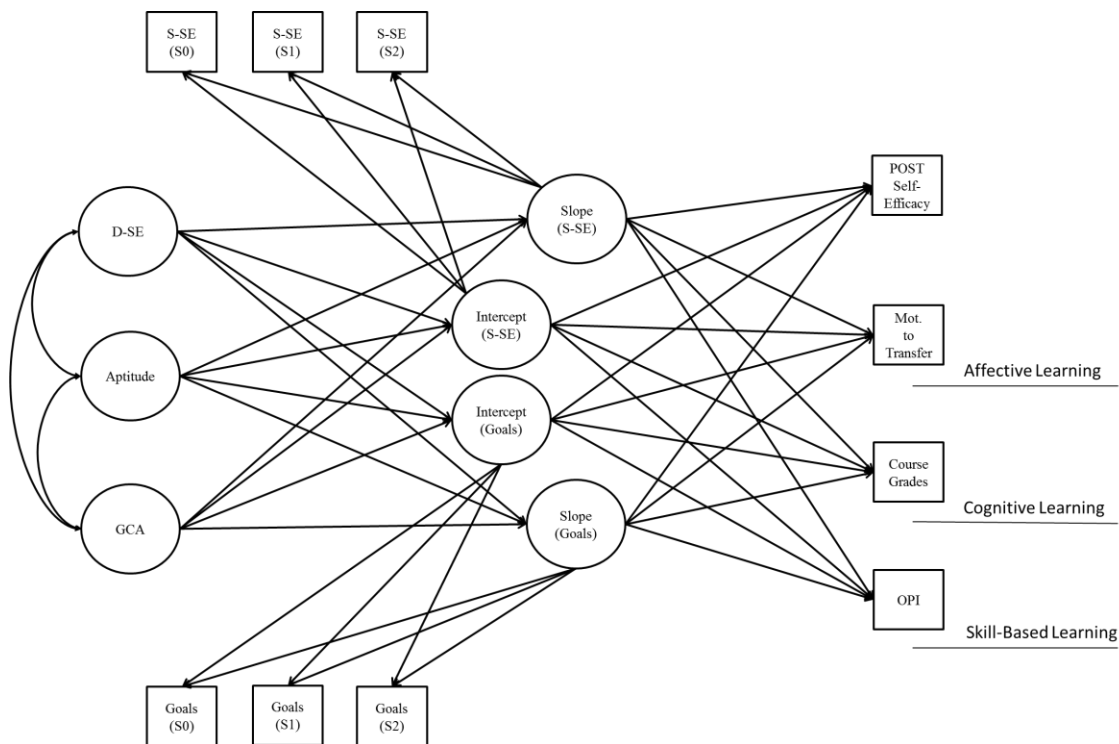 S-SE
(S0)
S-SE
(S1)
S-SE
(S2)
D-SE
Aptitude
GCA
Slope
(S-SE)
Intercept
(S-SE)
Intercept
(Goals)
Slope
(Goals)
POST
Self-
Efficacy
Mot.
to
Transfer
Affective Learning
Course
Grades
Cognitive Learning
OPI
Skill-Based Learning
Goals
(S0)
Goals
(S1)
Goals
(S2)